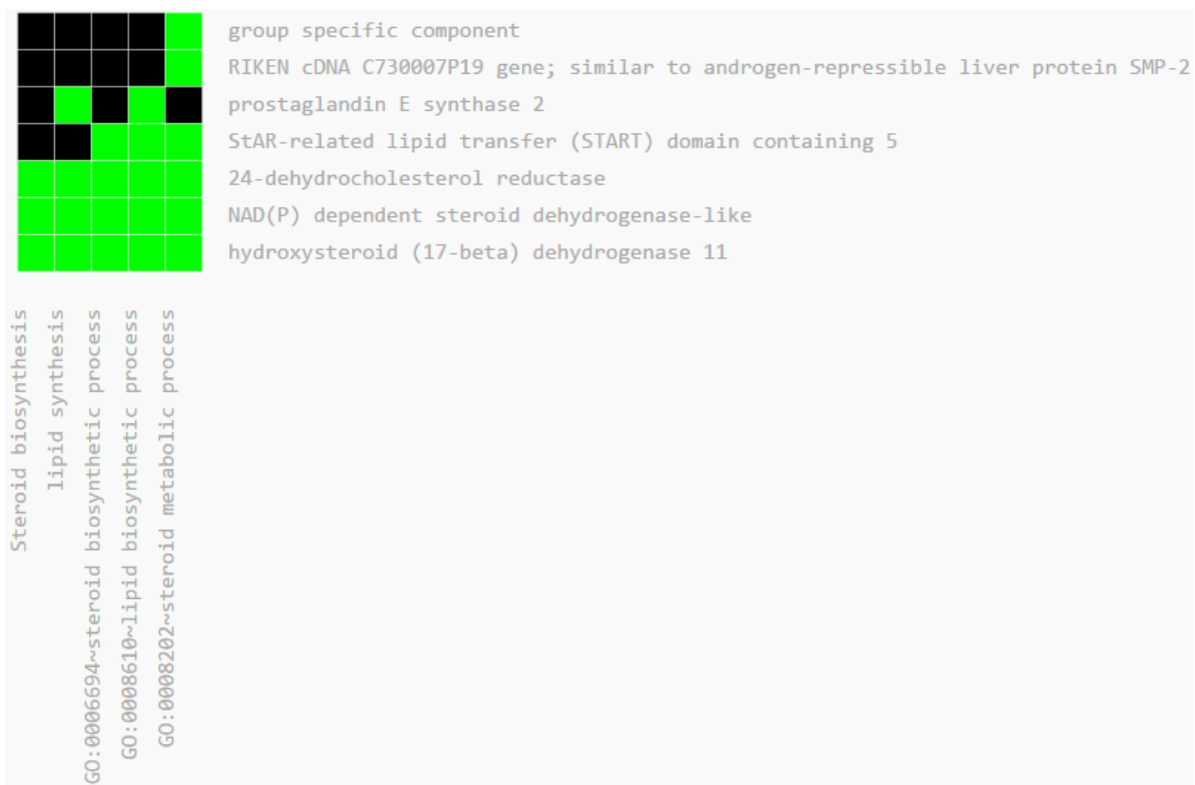 group specific component
RIKEN cDNA C730007P19 gene; similar to androgen-repressible liver protein SMP-2
prostaglandin E synthase 2
StAR-related lipid transfer (START) domain containing 5
24-dehydrocholesterol reductase
NAD(P) dependent steroid dehydrogenase-like
hydroxysteroid (17-beta) dehydrogenase 11
Steroid biosynthesis
lipid synthesis
GO:0006694~steroid biosynthetic process
GO:0008610~lipid biosynthetic process
GO:0008202~steroid metabolic process